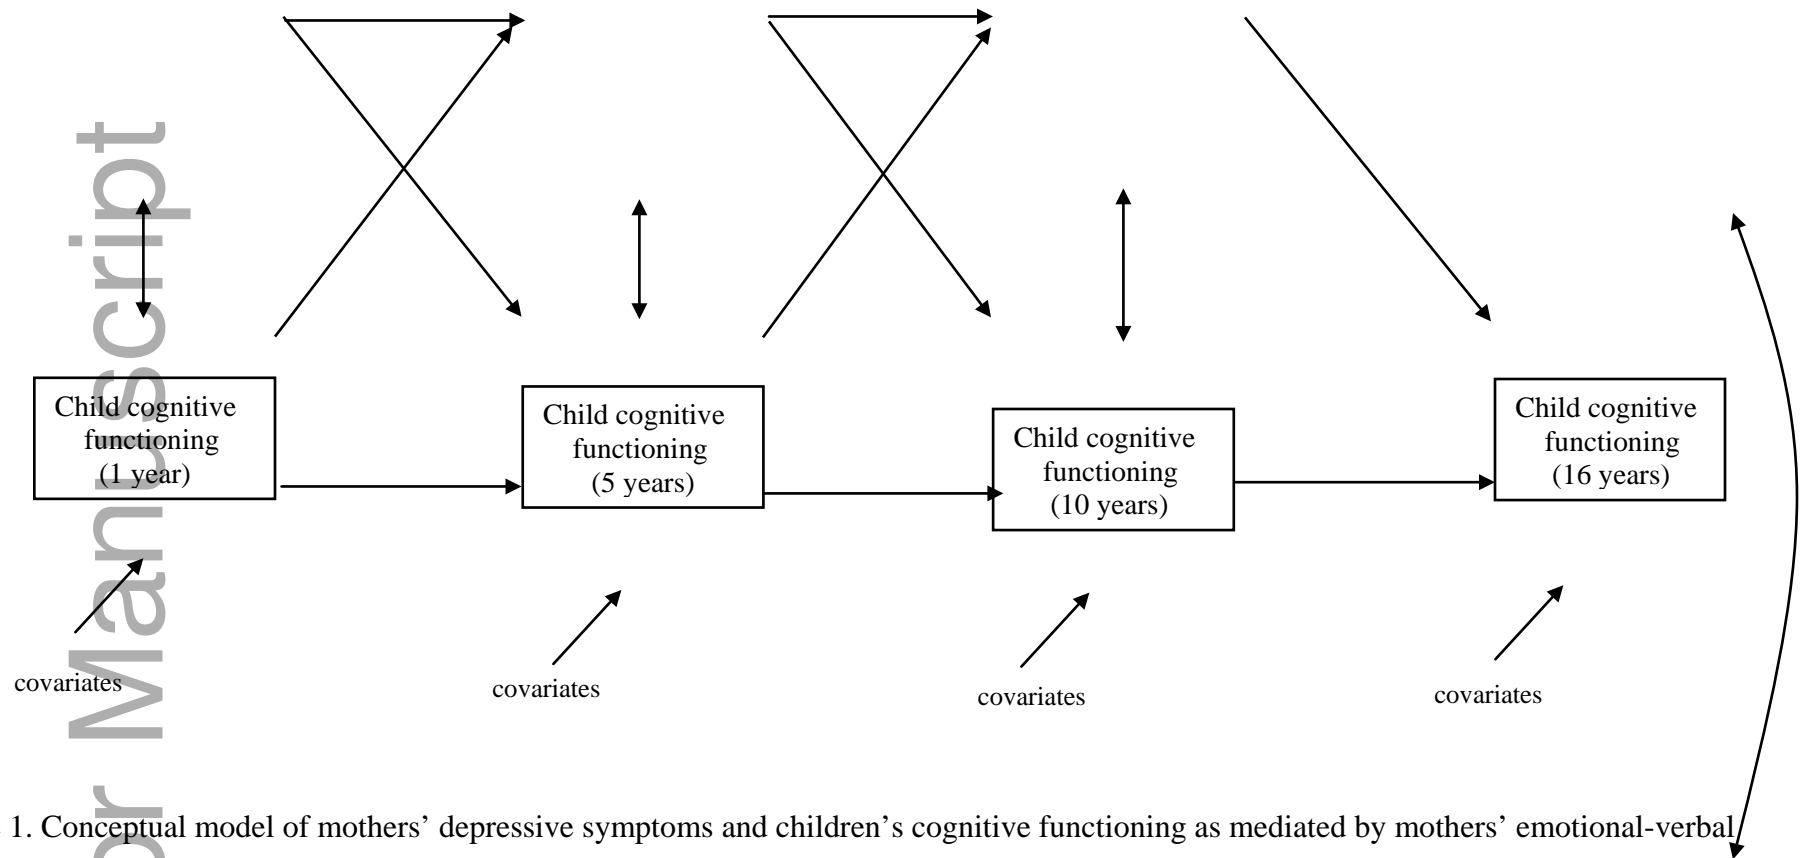 Child cognitive
functioning
(1 year)
Child cognitive
functioning
(5 years)
Child cognitive
functioning
(10 years)
Child cognitive
functioning
(16 years)
covariates
covariates
covariates
covariates
1. Conceptual model of mothers’ depressive symptoms and children’s cognitive functioning as mediated by mothers’ emotional-verbal
or Manuscript